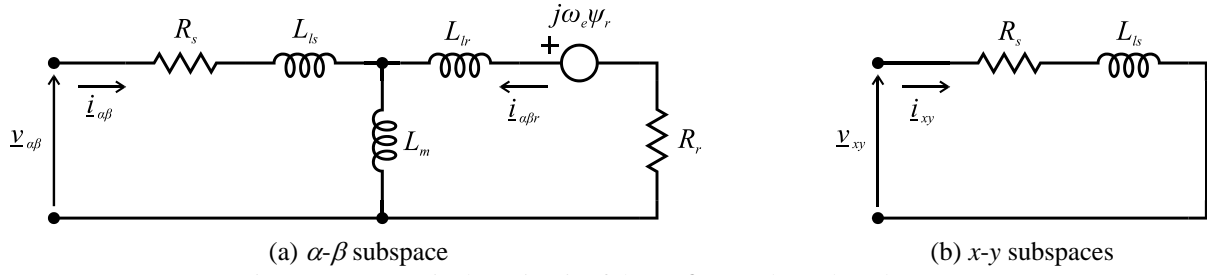 R_s L_ls L_lr jω_eψ_r
+
i_αβ i_αβr
v_αβ L_m R_r
R_s L_ls
i_xy
v_xy
(a) α-β subspace
(b) x-y subspaces